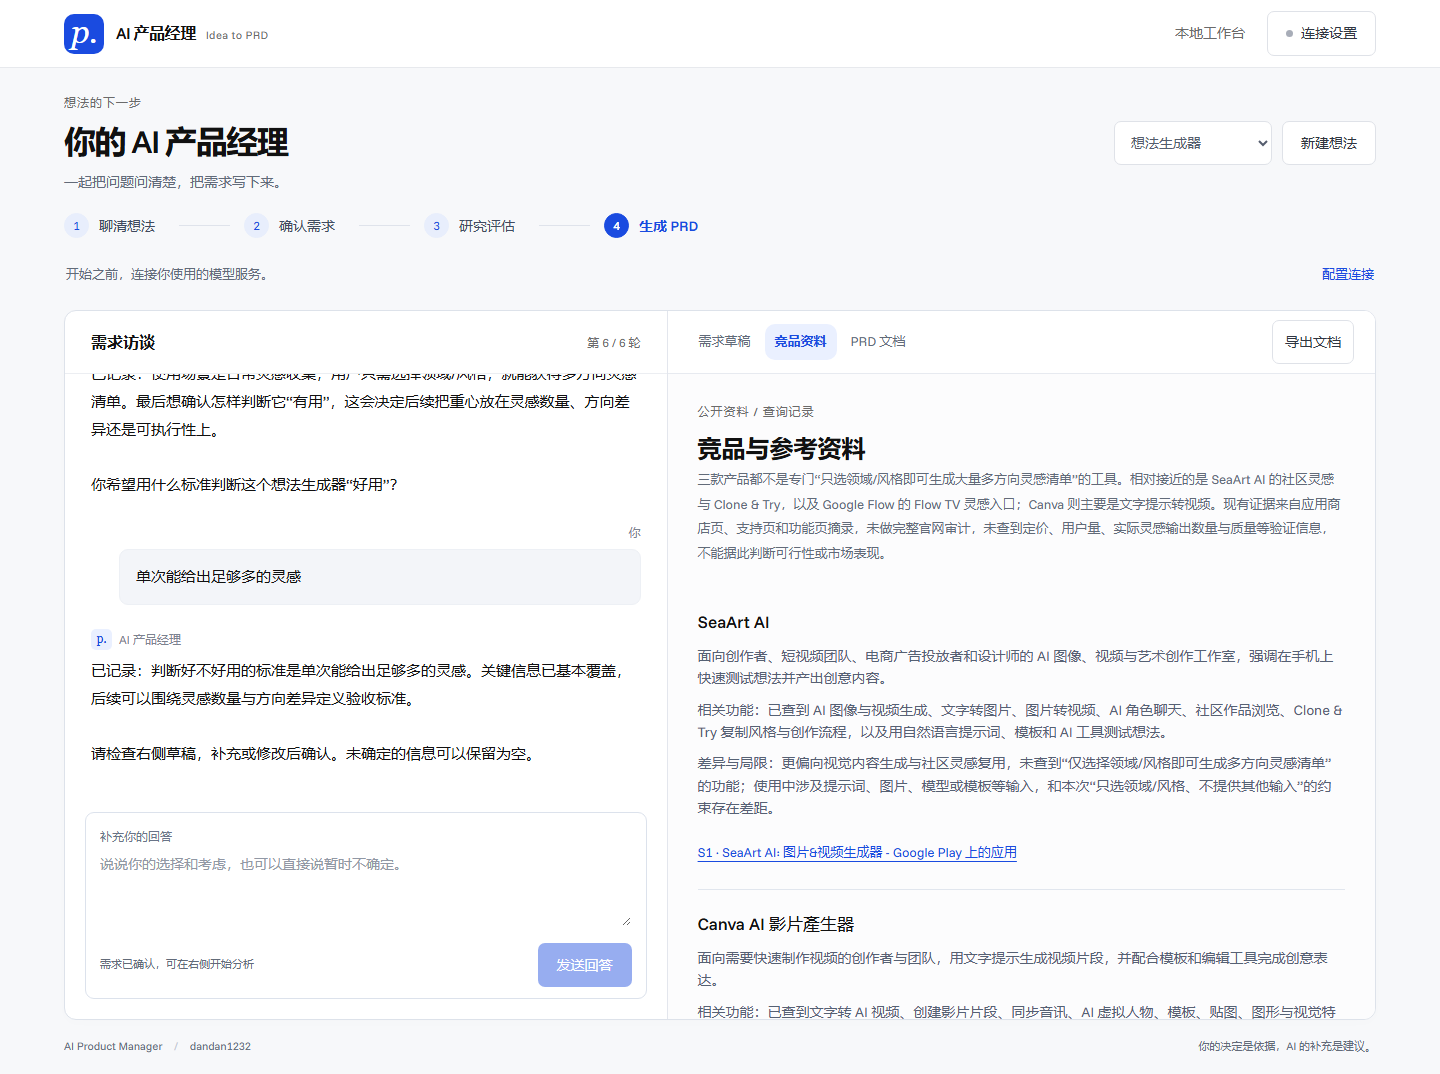 p.
AI 产品经理 Idea to PRD
本地工作台
连接设置
想法的下一步
你的 AI 产品经理
一起把问题问清楚，把需求写下来。
想法生成器
新建想法
1 聊清想法
2 确认需求
3 研究评估
4 生成 PRD
开始之前，连接你使用的模型服务。
配置连接
需求访谈
第 6 / 6 轮
已记录：使用场景是日常灵感收集，用户只需选择领域/风格，就能获得多方向灵感
清单。最后想确认怎样判断它“有用”，这会决定后续把重心放在灵感数量、方向差
异还是可执行性上。
你希望用什么标准判断这个想法生成器“好用”？
你
单次能给出足够多的灵感
p. AI 产品经理
已记录：判断好不好用的标准是单次能给出足够多的灵感。关键信息已基本覆盖，
后续可以围绕灵感数量与方向差异定义验收标准。
请检查右侧草稿，补充或修改后确认。未确定的信息可以保留为空。
补充你的回答
说说你的选择和考虑，也可以直接说暂时不确定。
需求已确认，可在右侧开始分析
发送回答
需求草稿
竞品资料
PRD 文档
导出文档
公开资料 / 查询记录
竞品与参考资料
三款产品都不是专门“只选领域/风格即可生成大量多方向灵感清单”的工具。相对接近的是 SeaArt AI 的社区灵感
与 Clone & Try，以及 Google Flow 的 Flow TV 灵感入口；Canva 则主要是文字提示转视频。现有证据来自应用商
店页、支持页和功能页摘录，未做完整官网审计，未查到定价、用户量、实际灵感输出数量与质量等验证信息，
不能据此判断可行性或市场表现。
SeaArt AI
面向创作者、短视频团队、电商广告投放者和设计师的 AI 图像、视频与艺术创作工作室，强调在手机上
快速测试想法并产出创意内容。
相关功能：已查到 AI 图像与视频生成、文字转图片、图片转视频、AI 角色聊天、社区作品浏览、Clone &
Try 复制风格与创作流程，以及用自然语言提示词、模板和 AI 工具测试想法。
差异与局限：更偏向视觉内容生成与社区灵感复用，未查到“仅选择领域/风格即可生成多方向灵感清单”
的功能；使用中涉及提示词、图片、模型或模板等输入，和本次“只选领域/风格、不提供其他输入”的约
束存在差距。
S1 · SeaArt AI: 图片&视频生成器 - Google Play 上的应用
Canva AI 影片產生器
面向需要快速制作视频的创作者与团队，用文字提示生成视频片段，并配合模板和编辑工具完成创意表
达。
相关功能：已查到文字转 AI 视频、创建影片片段、同步音讯、AI 虚拟人物、模板、贴图、图形与视觉特
AI Product Manager / dandan1232
你的决定是依据，AI 的补充是建议。